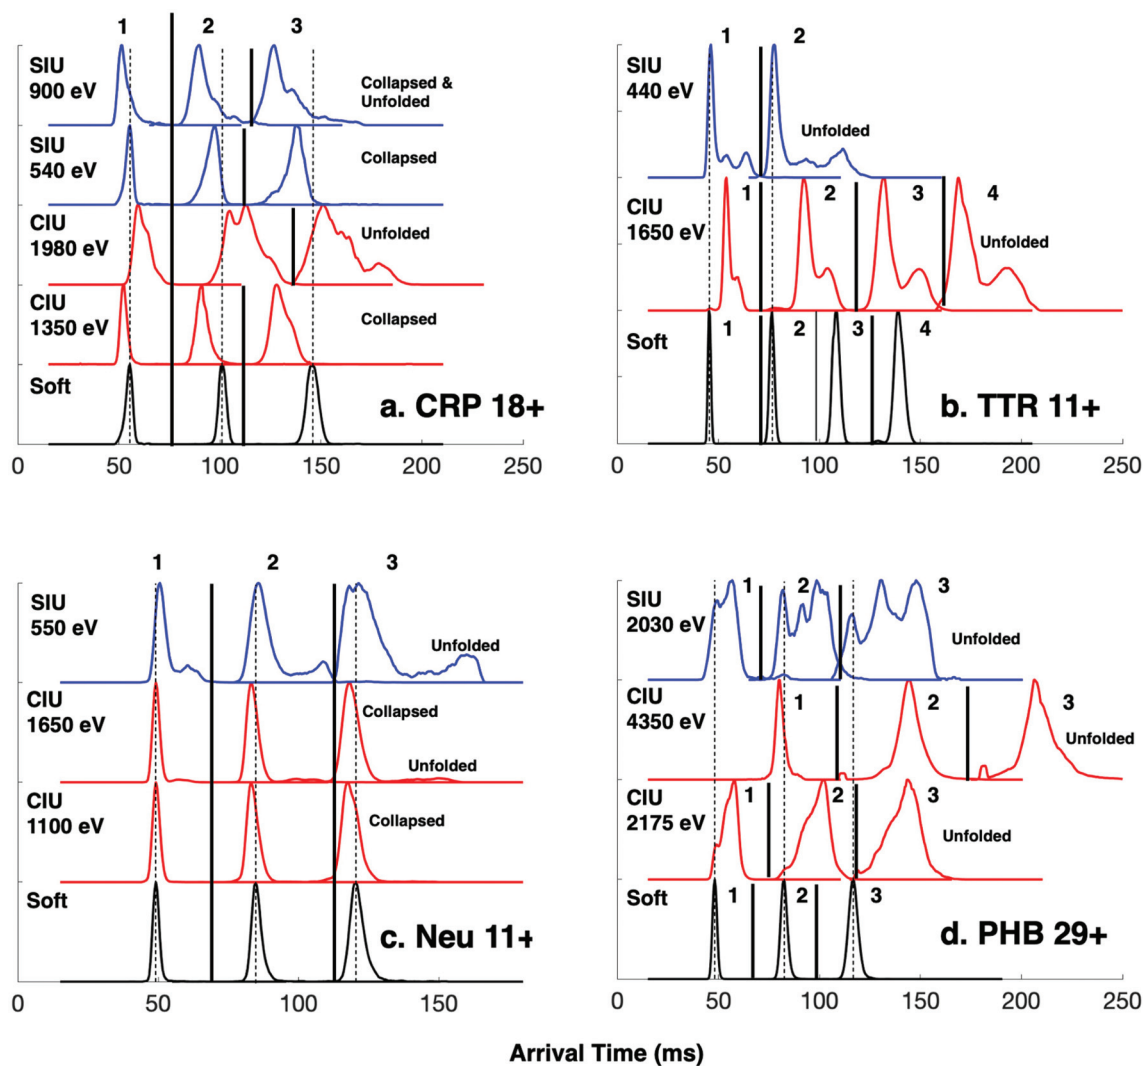 1 2 3
SIU
900 eV
Collapsed &
Unfolded
SIU
540 eV
Collapsed
CIU
1980 eV
Unfolded
CIU
1350 eV
Collapsed
Soft
a. CRP 18+
0 50 100 150 200 250
1 2
SIU
440 eV
Unfolded
CIU
1650 eV
1 2 3 4
Unfolded
Soft
1 2 3 4
b. TTR 11+
0 50 100 150 200 250
1 2 3
SIU
550 eV
Unfolded
CIU
1650 eV
Collapsed
Unfolded
CIU
1100 eV
Collapsed
Soft
c. Neu 11+
0 50 100 150
SIU
2030 eV
1 2 3
Unfolded
CIU
4350 eV
1 2 3
Unfolded
CIU
2175 eV
1 2 3
Unfolded
Soft
1 2 3
d. PHB 29+
0 50 100 150 200 250
Arrival Time (ms)